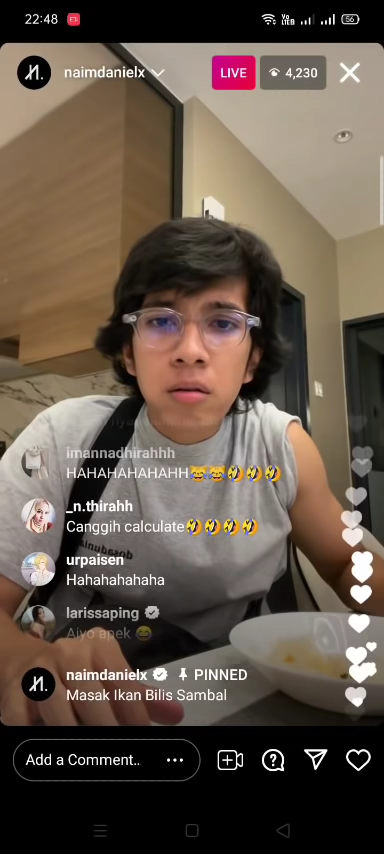 22:48
56
naimdanielx
LIVE
4,230
imannadhirahhh
HAHAHAHAHAHH😹😹🤣🤣🤣
_n.thirahh
Canggih calculate🤣🤣🤣🤣
urpaisen
Hahahahahaha
larissaping
Aiyo apek 😂
naimdanielx PINNED
Masak Ikan Bilis Sambal
Add a Comment..